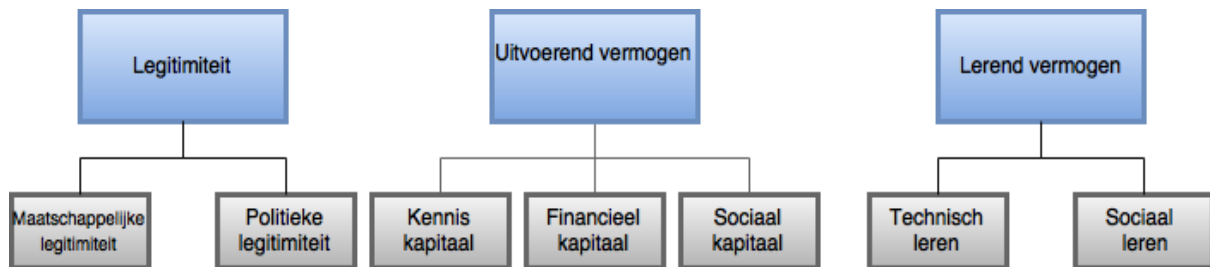 Legitimiteit
Uitvoerend vermogen
Lerend vermogen
Maatschappelijke
legitimiteit
Politieke
legitimiteit
Kennis
kapitaal
Financieel
kapitaal
Sociaal
kapitaal
Technisch
leren
Sociaal
leren